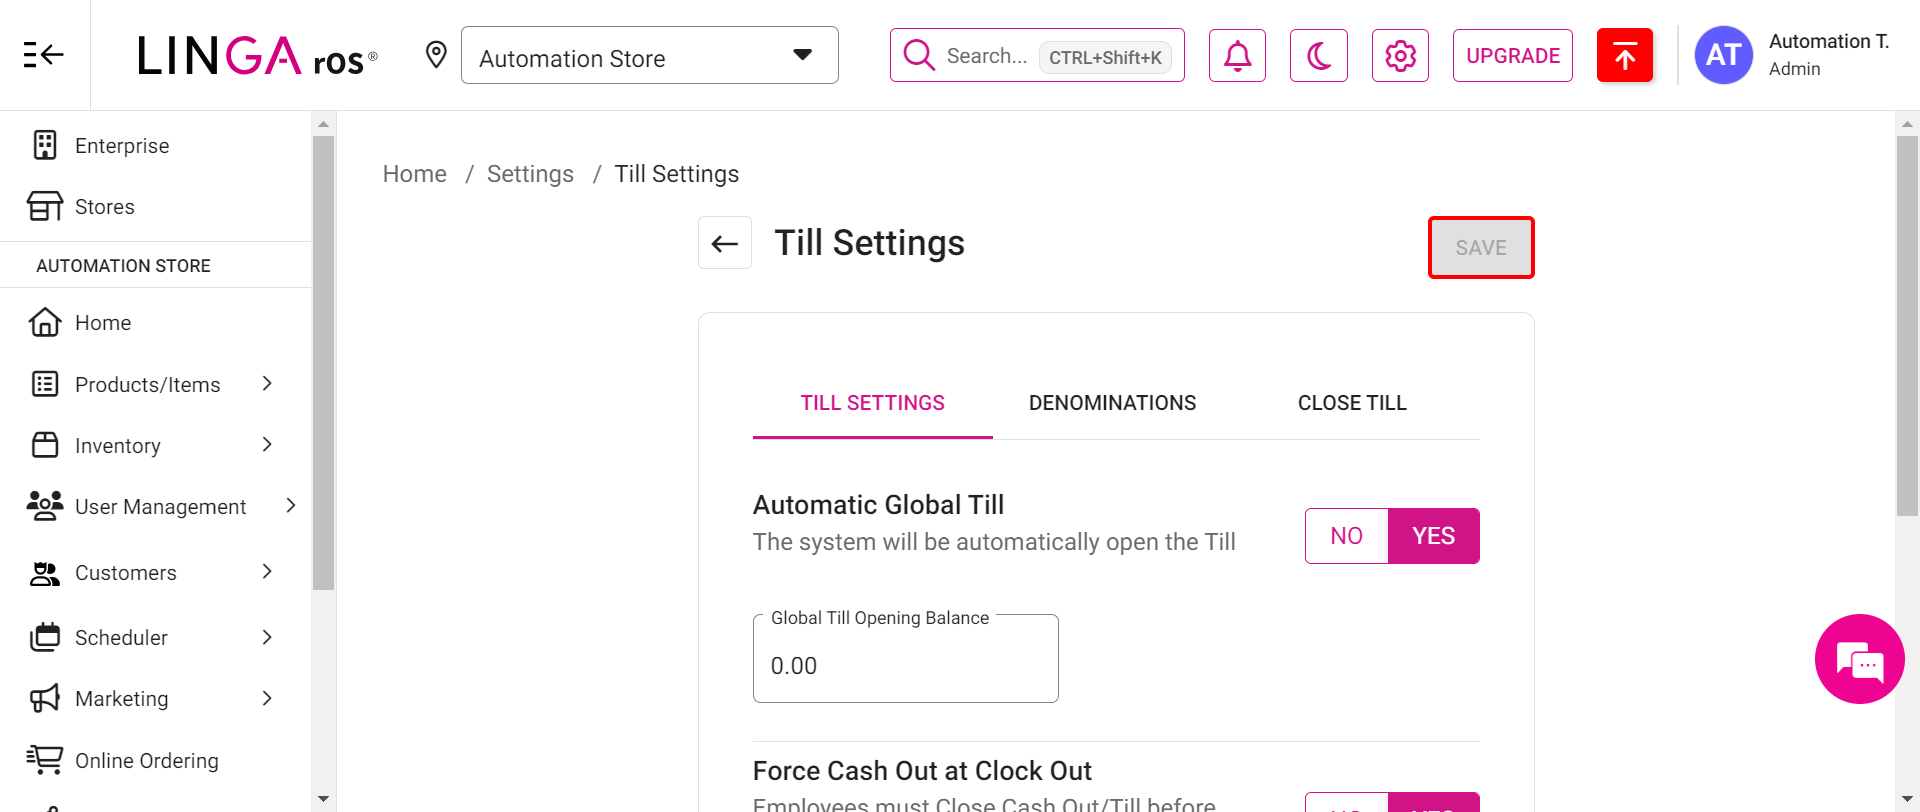 LINGA ros®
Automation Store
Search... CTRL+Shift+K
UPGRADE
AT
Automation T.
Admin
Enterprise
Stores
AUTOMATION STORE
Home
Products/Items
Inventory
User Management
Customers
Scheduler
Marketing
Online Ordering
Home / Settings / Till Settings
Till Settings
SAVE
TILL SETTINGS DENOMINATIONS CLOSE TILL
Automatic Global Till
The system will be automatically open the Till
NO YES
Global Till Opening Balance
0.00
Force Cash Out at Clock Out
Employees must Close Cash Out/Till before
NO YES